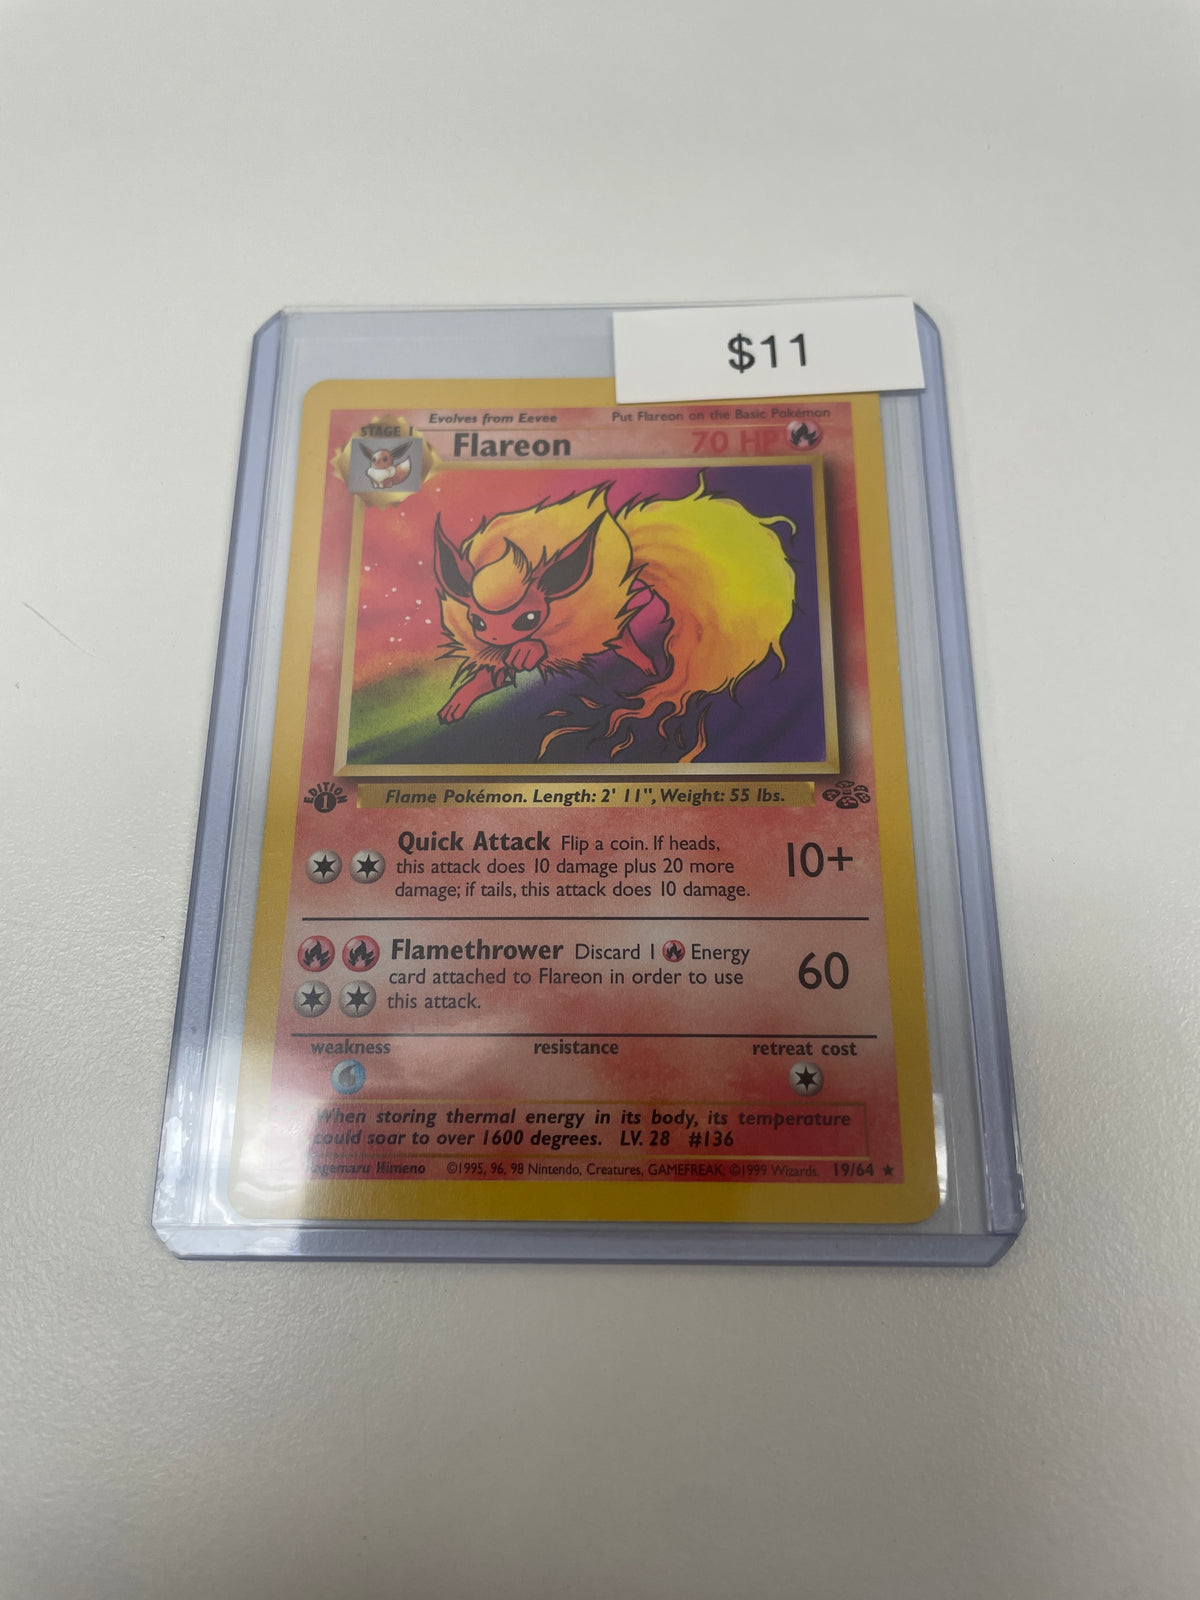 $11
Evolves from Eevee
Put Flareon on the Basic Pokémon
STAGE 1
Flareon
70 HP
EDITION
1
Flame Pokémon. Length: 2' 11", Weight: 55 lbs.
Quick Attack Flip a coin. If heads,
this attack does 10 damage plus 20 more
damage; if tails, this attack does 10 damage.
10+
Flamethrower Discard 1 Energy
card attached to Flareon in order to use
this attack.
60
weakness
resistance
retreat cost
When storing thermal energy in its body, its temperature
could soar to over 1600 degrees. LV. 28 #136
Kagemaru Himeno ©1995, 96, 98 Nintendo, Creatures, GAMEFREAK. ©1999 Wizards. 19/64 ★